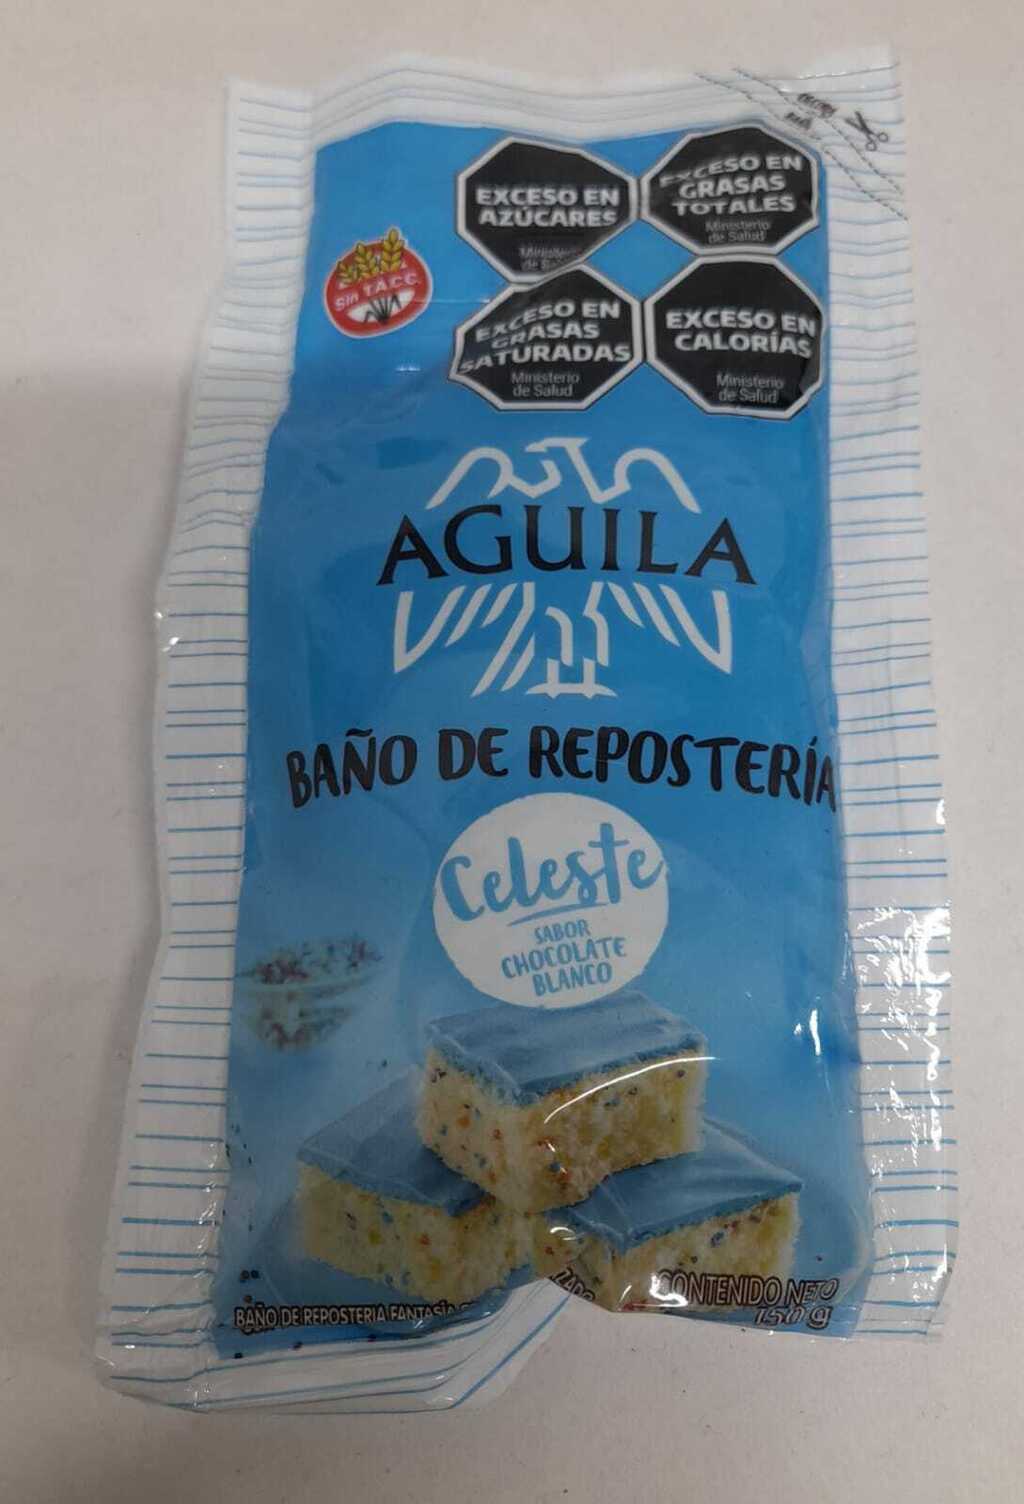 EXCESO EN
AZÚCARES
Ministerio
EXCESO EN
GRASAS
TOTALES
Ministerio
de Salud
Sin T.A.C.C.
EXCESO EN
GRASAS
SATURADAS
Ministerio
de Salud
EXCESO EN
CALORÍAS
Ministerio
de Salud
AGUILA
BAÑO DE REPOSTERÍA
Celeste
SABOR
CHOCOLATE
BLANCO
BAÑO DE REPOSTERIA FANTASÍA
CONTENIDO NETO
150 g